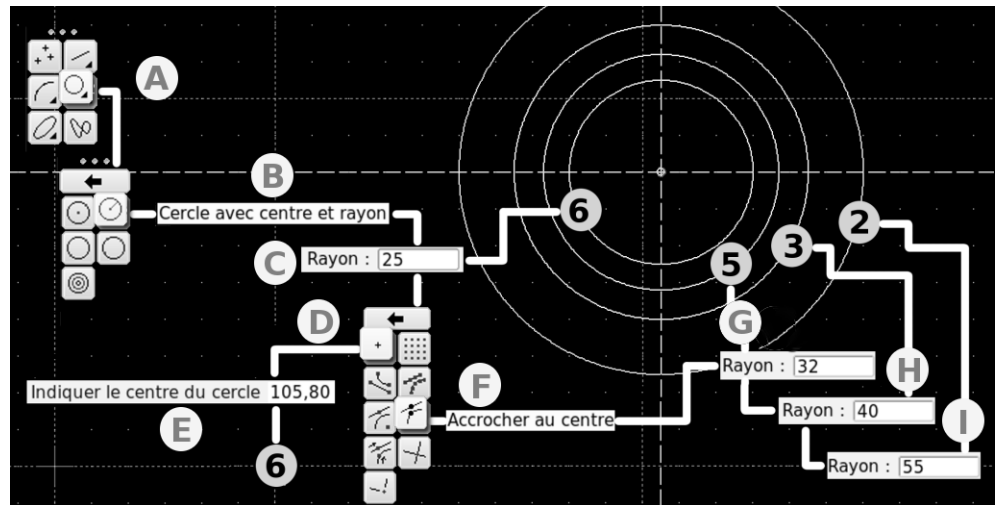 A
B
Cercle avec centre et rayon
C
Rayon : 25
6
2
3
5
D
G
Indiquer le centre du cercle 105,80
E
6
F
Accrocher au centre
Rayon : 32
H
Rayon : 40
I
Rayon : 55